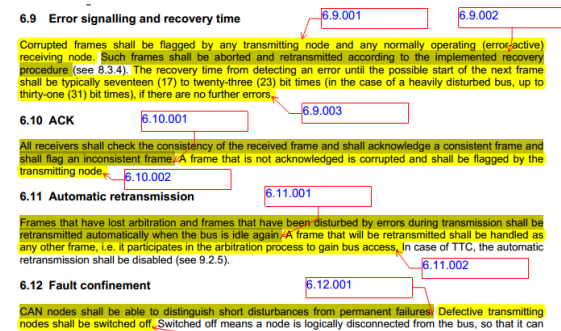 6.9 Error signalling and recovery time
6.9.001
6.9.002
Corrupted frames shall be flagged by any transmitting node and any normally operating (error-active)
receiving node. Such frames shall be aborted and retransmitted according to the implemented recovery
procedure (see 8.3.4). The recovery time from detecting an error until the possible start of the next frame
shall be typically seventeen (17) to twenty-three (23) bit times (in the case of a heavily disturbed bus, up to
thirty-one (31) bit times), if there are no further errors.
6.9.003
6.10 ACK
6.10.001
All receivers shall check the consistency of the received frame and shall acknowledge a consistent frame and
shall flag an inconsistent frame. A frame that is not acknowledged is corrupted and shall be flagged by the
transmitting node.
6.10.002
6.11 Automatic retransmission
6.11.001
Frames that have lost arbitration and frames that have been disturbed by errors during transmission shall be
retransmitted automatically when the bus is idle again. A frame that will be retransmitted shall be handled as
any other frame, i.e. it participates in the arbitration process to gain bus access. In case of TTC, the automatic
retransmission shall be disabled (see 9.2.5).
6.11.002
6.12 Fault confinement
6.12.001
CAN nodes shall be able to distinguish short disturbances from permanent failures. Defective transmitting
nodes shall be switched off. Switched off means a node is logically disconnected from the bus, so that it can